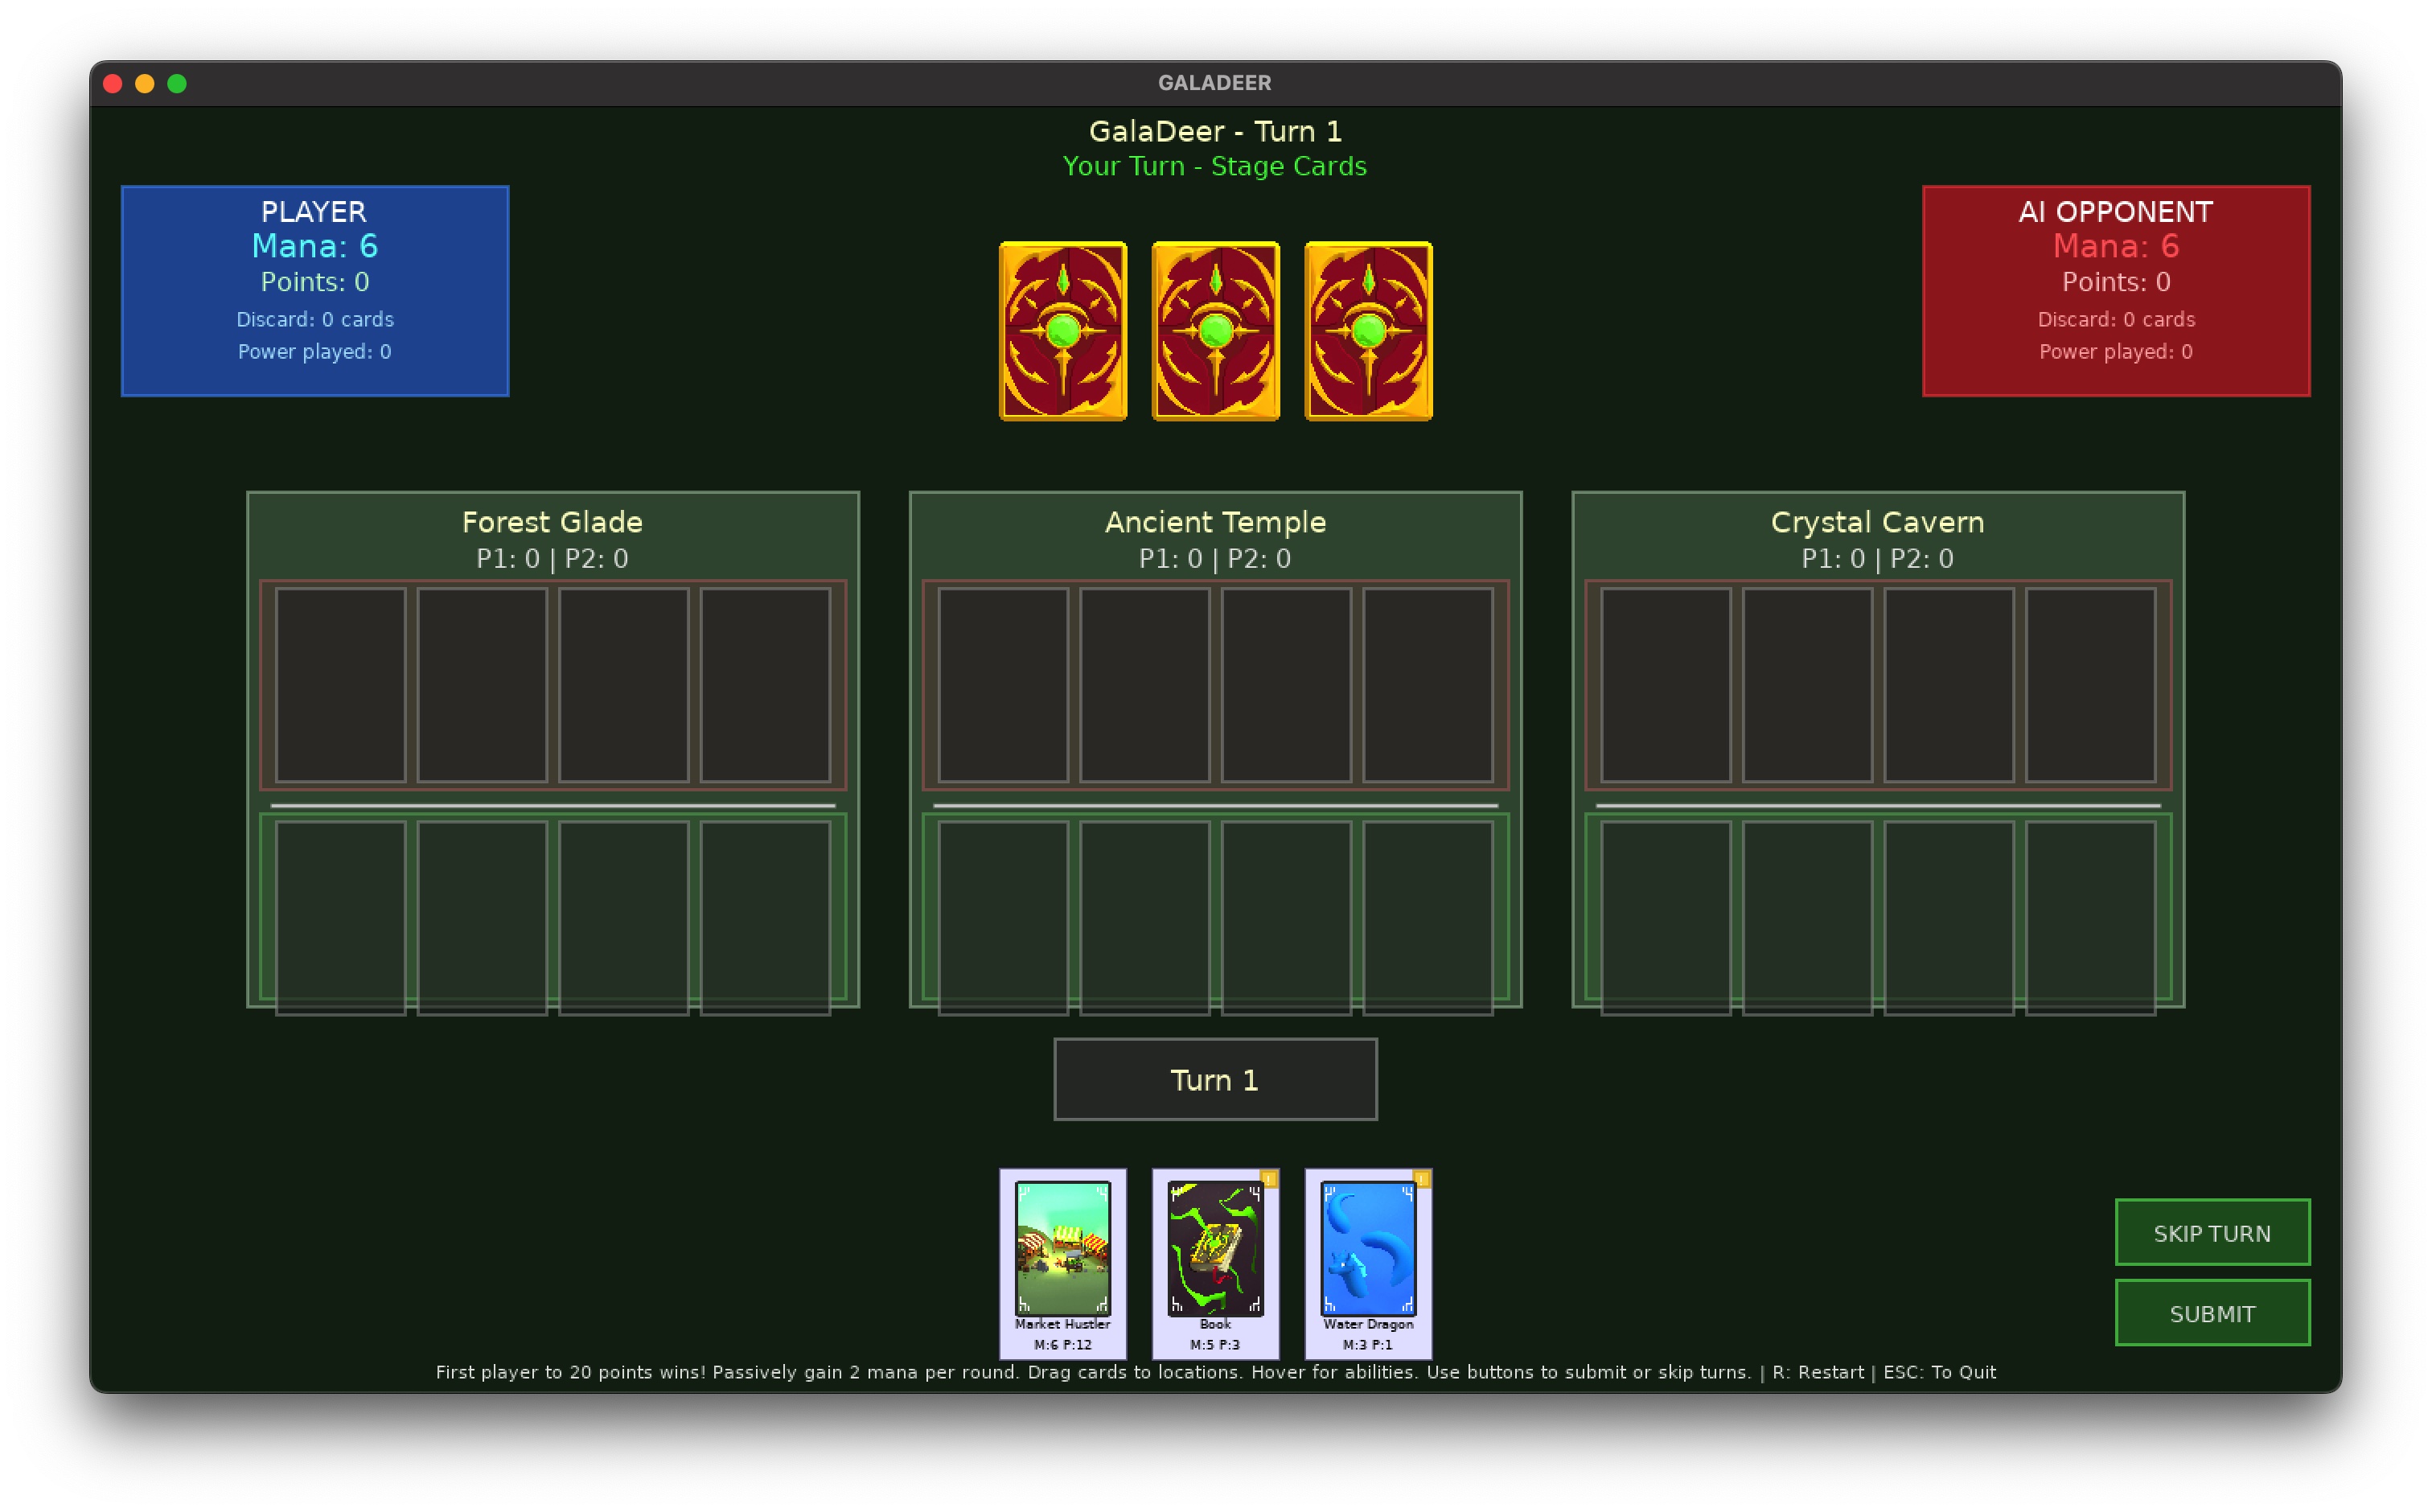 GALADEER
GalaDeer - Turn 1
Your Turn - Stage Cards
PLAYER
Mana: 6
Points: 0
Discard: 0 cards
Power played: 0
AI OPPONENT
Mana: 6
Points: 0
Discard: 0 cards
Power played: 0
Forest Glade
P1: 0 | P2: 0
Ancient Temple
P1: 0 | P2: 0
Crystal Cavern
P1: 0 | P2: 0
Turn 1
Market Hustler
M:6 P:12
Book
M:5 P:3
Water Dragon
M:3 P:1
SKIP TURN
SUBMIT
First player to 20 points wins! Passively gain 2 mana per round. Drag cards to locations. Hover for abilities. Use buttons to submit or skip turns. | R: Restart | ESC: To Quit